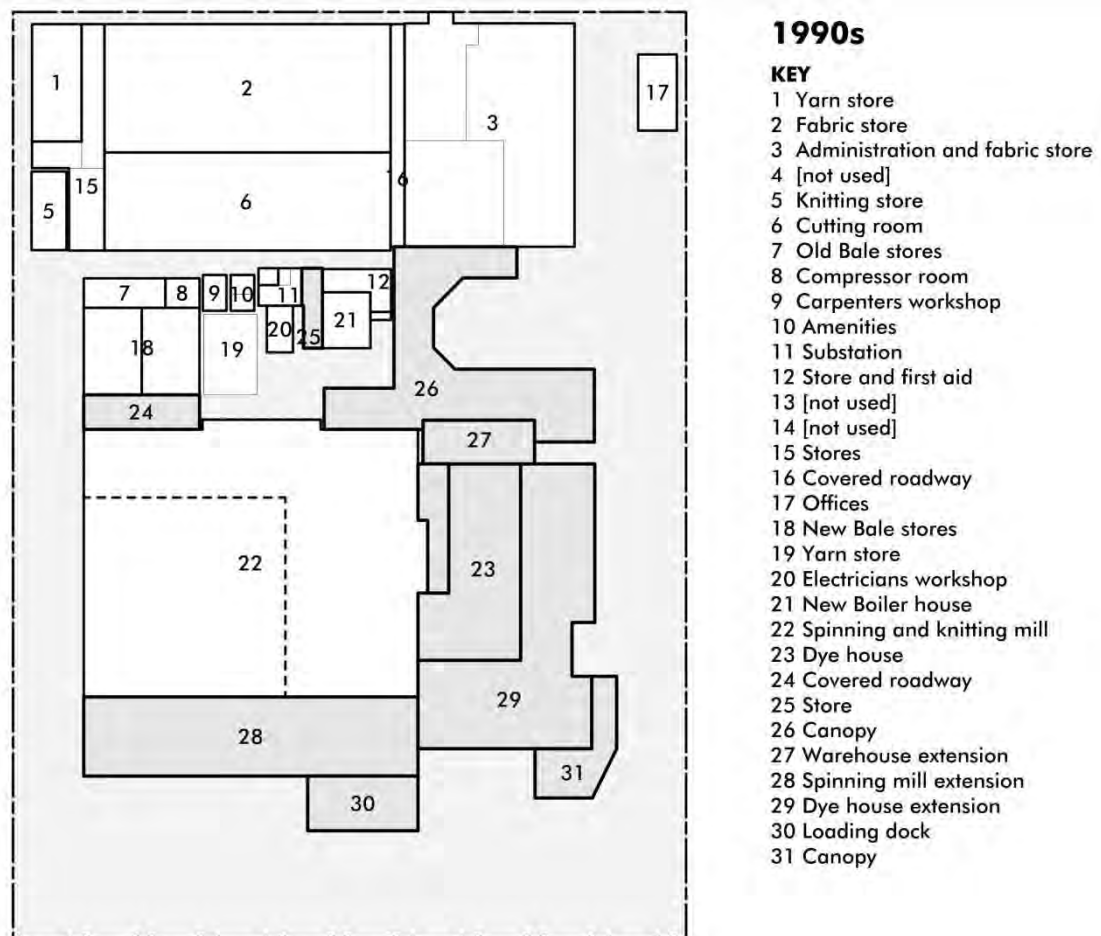 1990s
KEY
1 Yarn store
2 Fabric store
3 Administration and fabric store
4 [not used]
5 Knitting store
6 Cutting room
7 Old Bale stores
8 Compressor room
9 Carpenters workshop
10 Amenities
11 Substation
12 Store and first aid
13 [not used]
14 [not used]
15 Stores
16 Covered roadway
17 Offices
18 New Bale stores
19 Yarn store
20 Electricians workshop
21 New Boiler house
22 Spinning and knitting mill
23 Dye house
24 Covered roadway
25 Store
26 Canopy
27 Warehouse extension
28 Spinning mill extension
29 Dye house extension
30 Loading dock
31 Canopy
1
2
3
17
15
16
5
6
7
8
9
10
11
12
18
19
20
25
21
24
26
27
22
23
29
28
31
30